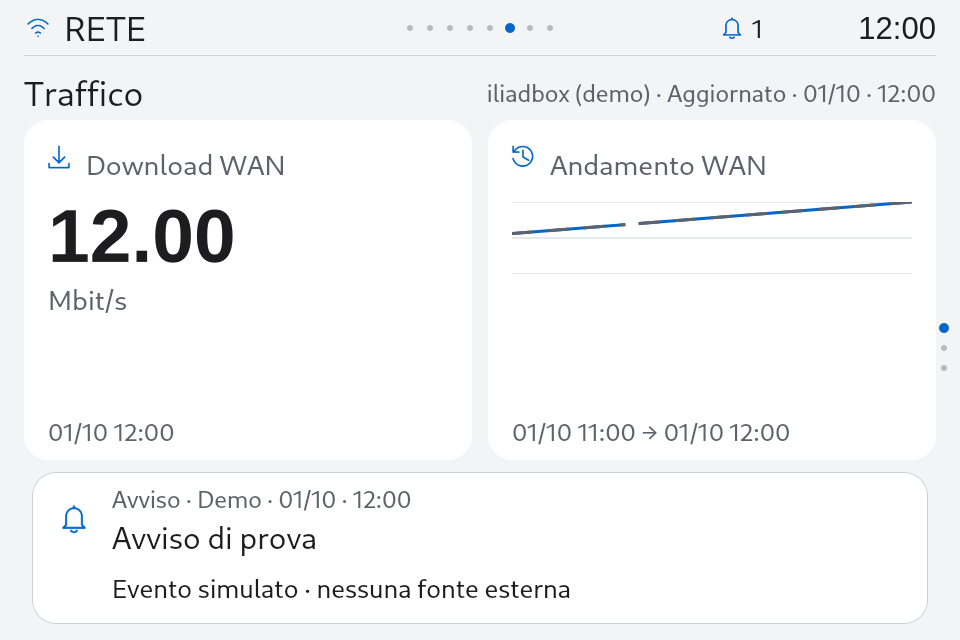 RETE
1
12:00
Traffico
iliadbox (demo) · Aggiornato · 01/10 · 12:00
Download WAN
12.00
Mbit/s
01/10 12:00
Andamento WAN
01/10 11:00 → 01/10 12:00
Avviso · Demo · 01/10 · 12:00
Avviso di prova
Evento simulato · nessuna fonte esterna